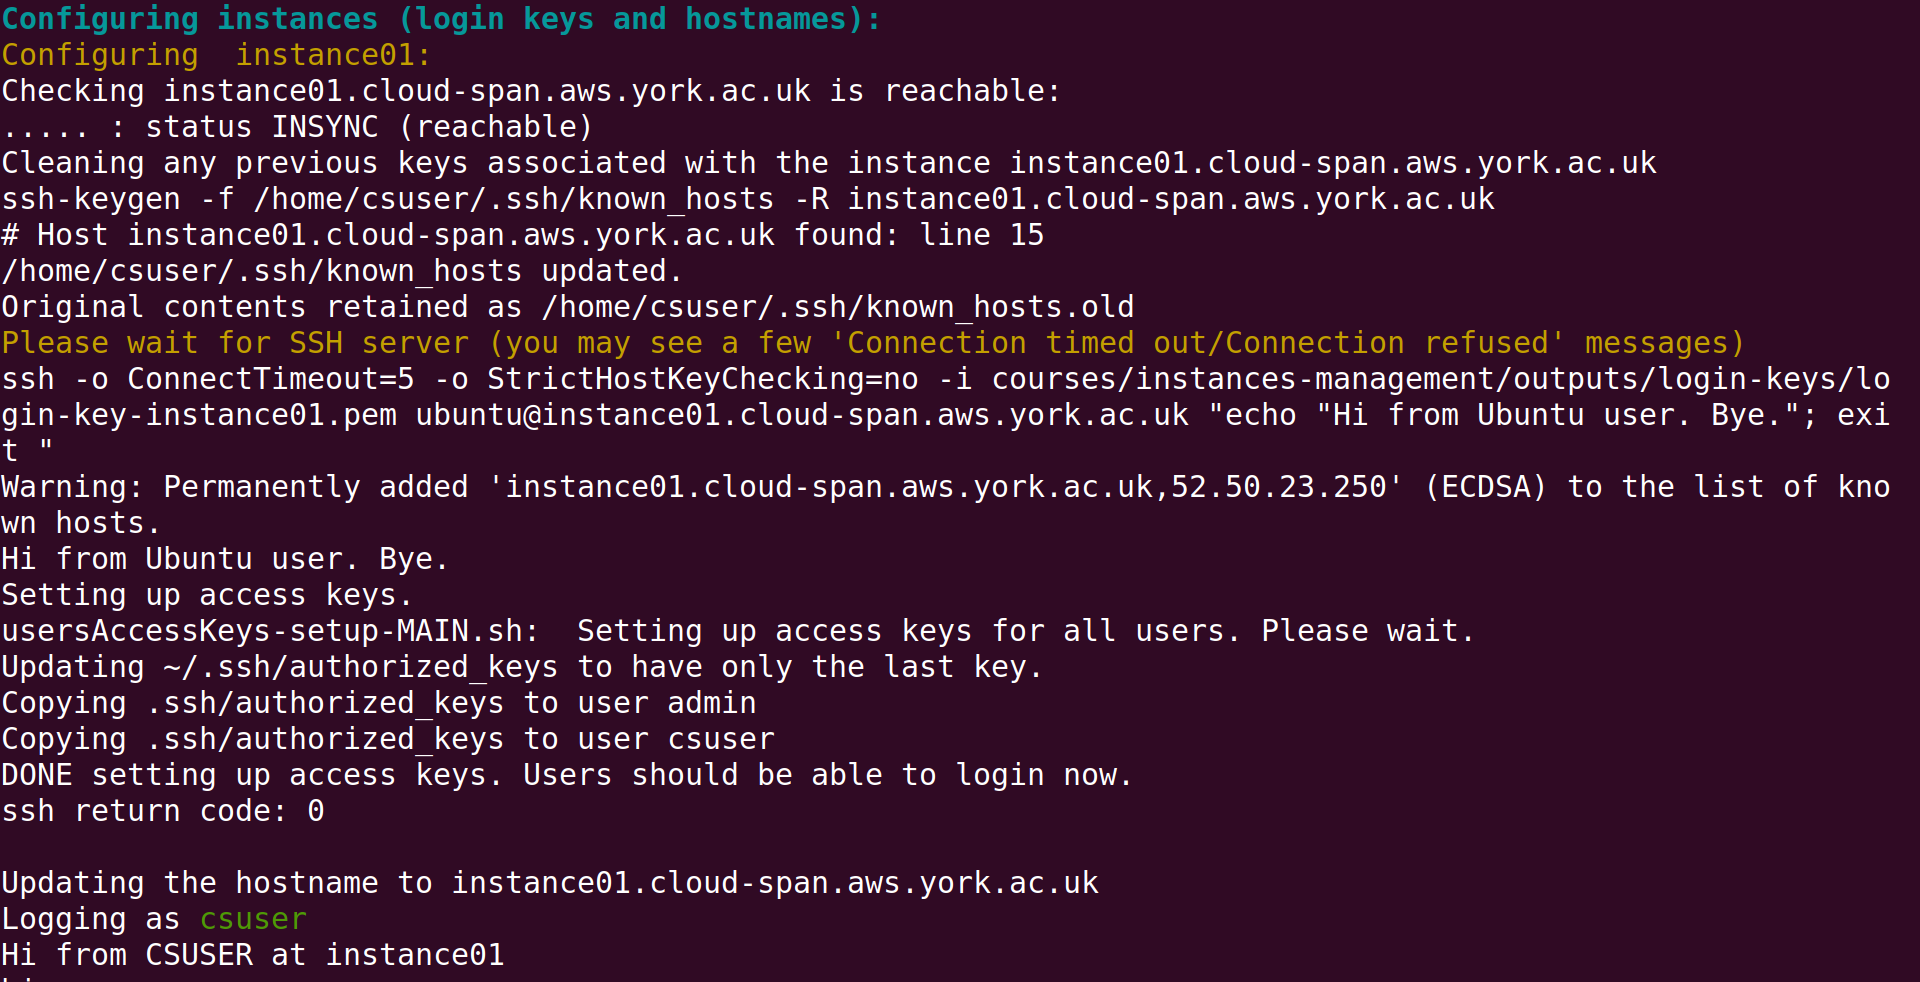 Configuring instances (login keys and hostnames):
Configuring  instance01:
Checking instance01.cloud-span.aws.york.ac.uk is reachable:
..... : status INSYNC (reachable)
Cleaning any previous keys associated with the instance instance01.cloud-span.aws.york.ac.uk
ssh-keygen -f /home/csuser/.ssh/known_hosts -R instance01.cloud-span.aws.york.ac.uk
# Host instance01.cloud-span.aws.york.ac.uk found: line 15
/home/csuser/.ssh/known_hosts updated.
Original contents retained as /home/csuser/.ssh/known_hosts.old
Please wait for SSH server (you may see a few 'Connection timed out/Connection refused' messages)
ssh -o ConnectTimeout=5 -o StrictHostKeyChecking=no -i courses/instances-management/outputs/login-keys/lo
gin-key-instance01.pem ubuntu@instance01.cloud-span.aws.york.ac.uk "echo "Hi from Ubuntu user. Bye."; exi
t "
Warning: Permanently added 'instance01.cloud-span.aws.york.ac.uk,52.50.23.250' (ECDSA) to the list of kno
wn hosts.
Hi from Ubuntu user. Bye.
Setting up access keys.
usersAccessKeys-setup-MAIN.sh:  Setting up access keys for all users. Please wait.
Updating ~/.ssh/authorized_keys to have only the last key.
Copying .ssh/authorized_keys to user admin
Copying .ssh/authorized_keys to user csuser
DONE setting up access keys. Users should be able to login now.
ssh return code: 0
Updating the hostname to instance01.cloud-span.aws.york.ac.uk
Logging as csuser
Hi from CSUSER at instance01